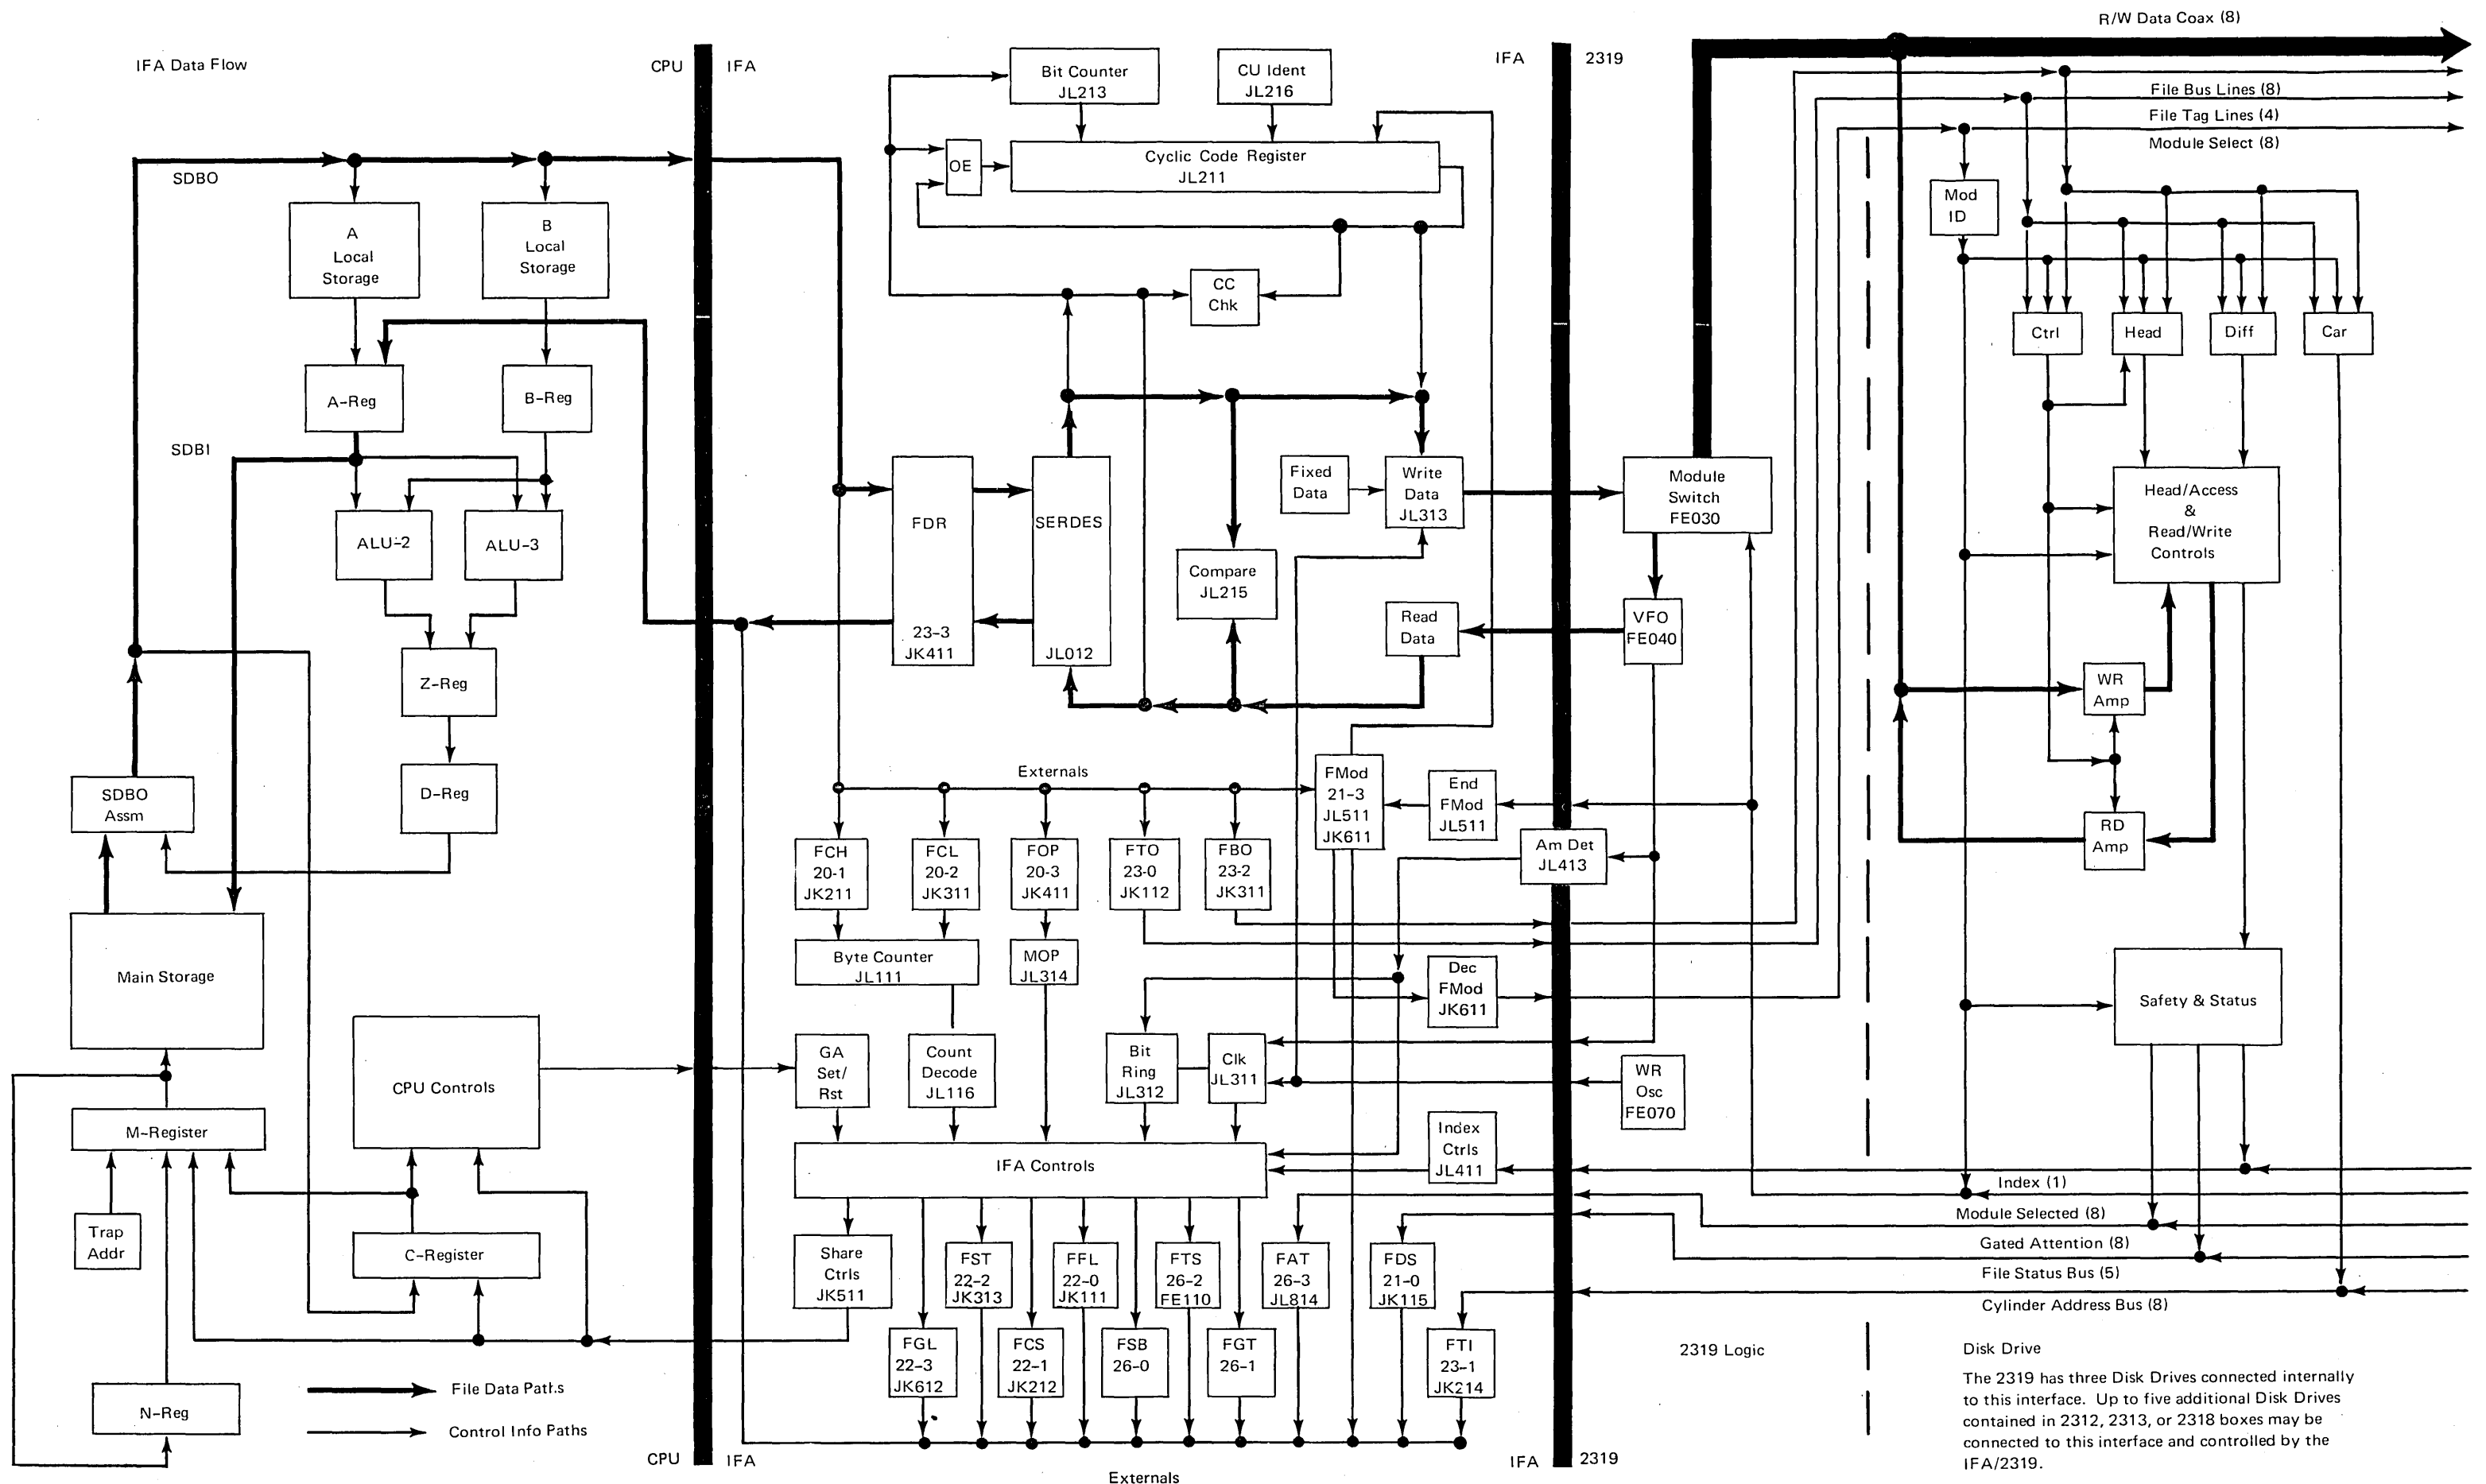 R/W Data Coax (8)
IFA Data Flow
CPU
IFA
IFA
2319
File Bus Lines (8)
File Tag Lines (4)
Module Select (8)
Bit Counter
JL213
CU Ident
JL216
OE
Cyclic Code Register
JL211
SDBO
A
Local
Storage
B
Local
Storage
CC
Chk
Mod
ID
Ctrl
Head
Diff
Car
A-Reg
B-Reg
SDBI
ALU-2
ALU-3
FDR
23-3
JK411
SERDES
JL012
Fixed
Data
Write
Data
JL313
Module
Switch
FE030
Head/Access
&
Read/Write
Controls
Compare
JL215
Read
Data
VFO
FE040
Z-Reg
WR
Amp
D-Reg
SDBO
Assm
Externals
FMod
21-3
JL511
JK611
End
FMod
JL511
RD
Amp
FCH
20-1
JK211
FCL
20-2
JK311
FOP
20-3
JK411
FTO
23-0
JK112
FBO
23-2
JK311
Am Det
JL413
Main Storage
Byte Counter
JL111
MOP
JL314
Dec
FMod
JK611
Safety & Status
CPU Controls
GA
Set/
Rst
Count
Decode
JL116
Bit
Ring
JL312
Clk
JL311
WR
Osc
FE070
M-Register
Index
Ctrls
JL411
IFA Controls
Index (1)
Module Selected (8)
Gated Attention (8)
File Status Bus (5)
Cylinder Address Bus (8)
Trap
Addr
C-Register
Share
Ctrls
JK511
FST
22-2
JK313
FFL
22-0
JK111
FTS
26-2
FE110
FAT
26-3
JL814
FDS
21-0
JK115
FGL
22-3
JK612
FCS
22-1
JK212
FSB
26-0
FGT
26-1
FTI
23-1
JK214
N-Reg
File Data Paths
Control Info Paths
2319 Logic
Disk Drive
The 2319 has three Disk Drives connected internally
to this interface. Up to five additional Disk Drives
contained in 2312, 2313, or 2318 boxes may be
connected to this interface and controlled by the
IFA/2319.
CPU
IFA
IFA
2319
Externals